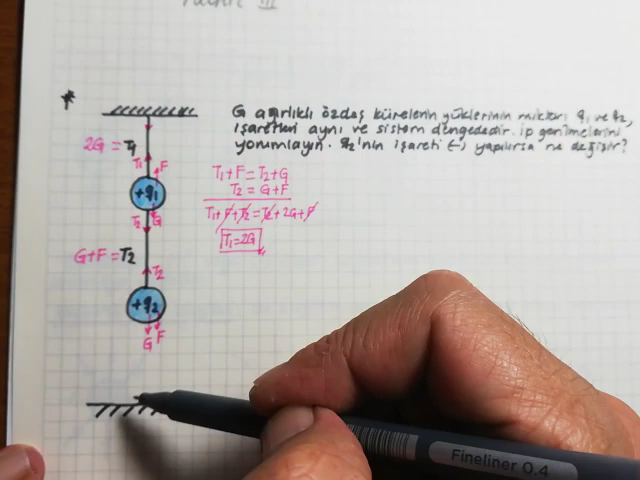 *
G ağırlıklı özdeş kürelerin yüklerinin miktarı q₁ ve q₂,
işaretleri aynı ve sistem dengededir. ip gerilmelerini
yorumlayın. q₂'nin işareti (-) yapılırsa ne değişir?
2G = T₁
T₁ F
+q₁
T₂ G
G+F = T₂
T₂
+q₂
G F
T₁+F = T₂+G
T₂ = G+F
T₁+F+T₂ = T₂+2G+F
T₁=2G
Fineliner 0.4